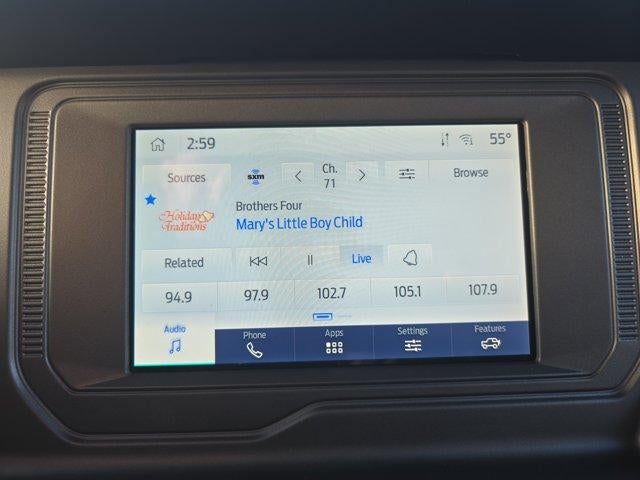 2:59 55°
Sources sxm Ch. 71 Browse
Holiday Traditions
Brothers Four
Mary's Little Boy Child
Related Live
94.9 97.9 102.7 105.1 107.9
Audio Phone Apps Settings Features